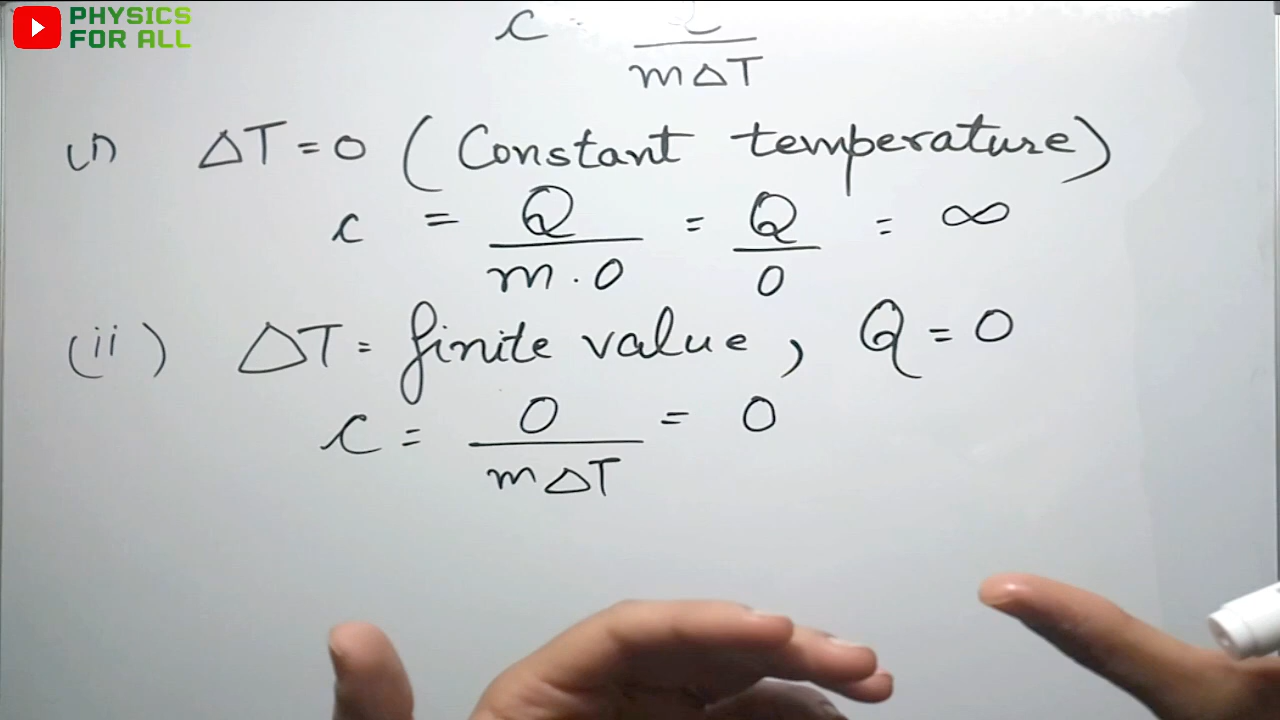 PHYSICS
FOR ALL
c
mΔT
(i) ΔT = 0 (Constant temperature)
c = Q / m . 0 = Q / 0 = ∞
(ii) ΔT = finite value, Q = 0
c = 0 / mΔT = 0